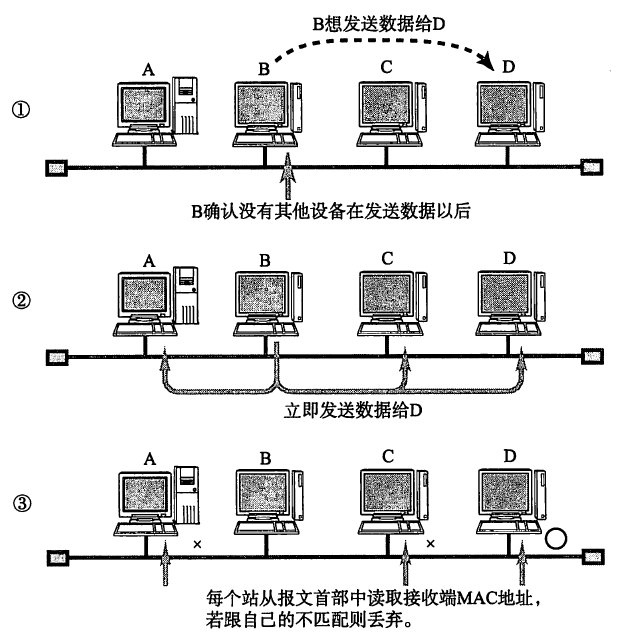 B想发送数据给D
A B C D
①
B确认没有其他设备在发送数据以后
A B C D
②
立即发送数据给D
A B C D
③
× ×
每个站从报文首部中读取接收端MAC地址，
若跟自己的不匹配则丢弃。